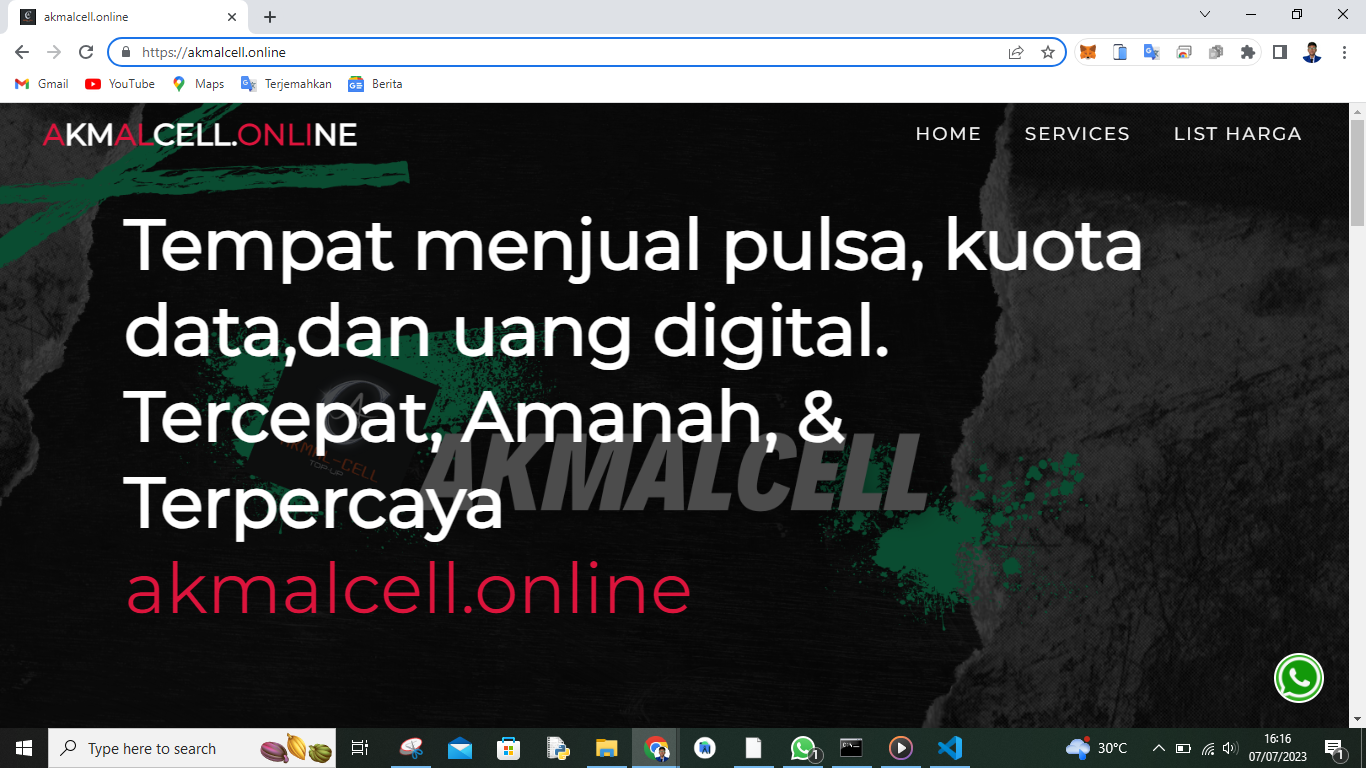 akmalcell.online
https://akmalcell.online
Gmail
YouTube
Maps
Terjemahkan
Berita
AKMALCELL.ONLINE
HOME
SERVICES
LIST HARGA
Tempat menjual pulsa, kuota
data,dan uang digital.
Tercepat, Amanah, &
Terpercaya
akmalcell.online
AKMAL-CELL
TOP UP
AKMALCELL
Type here to search
1
30°C
16:16
07/07/2023
1